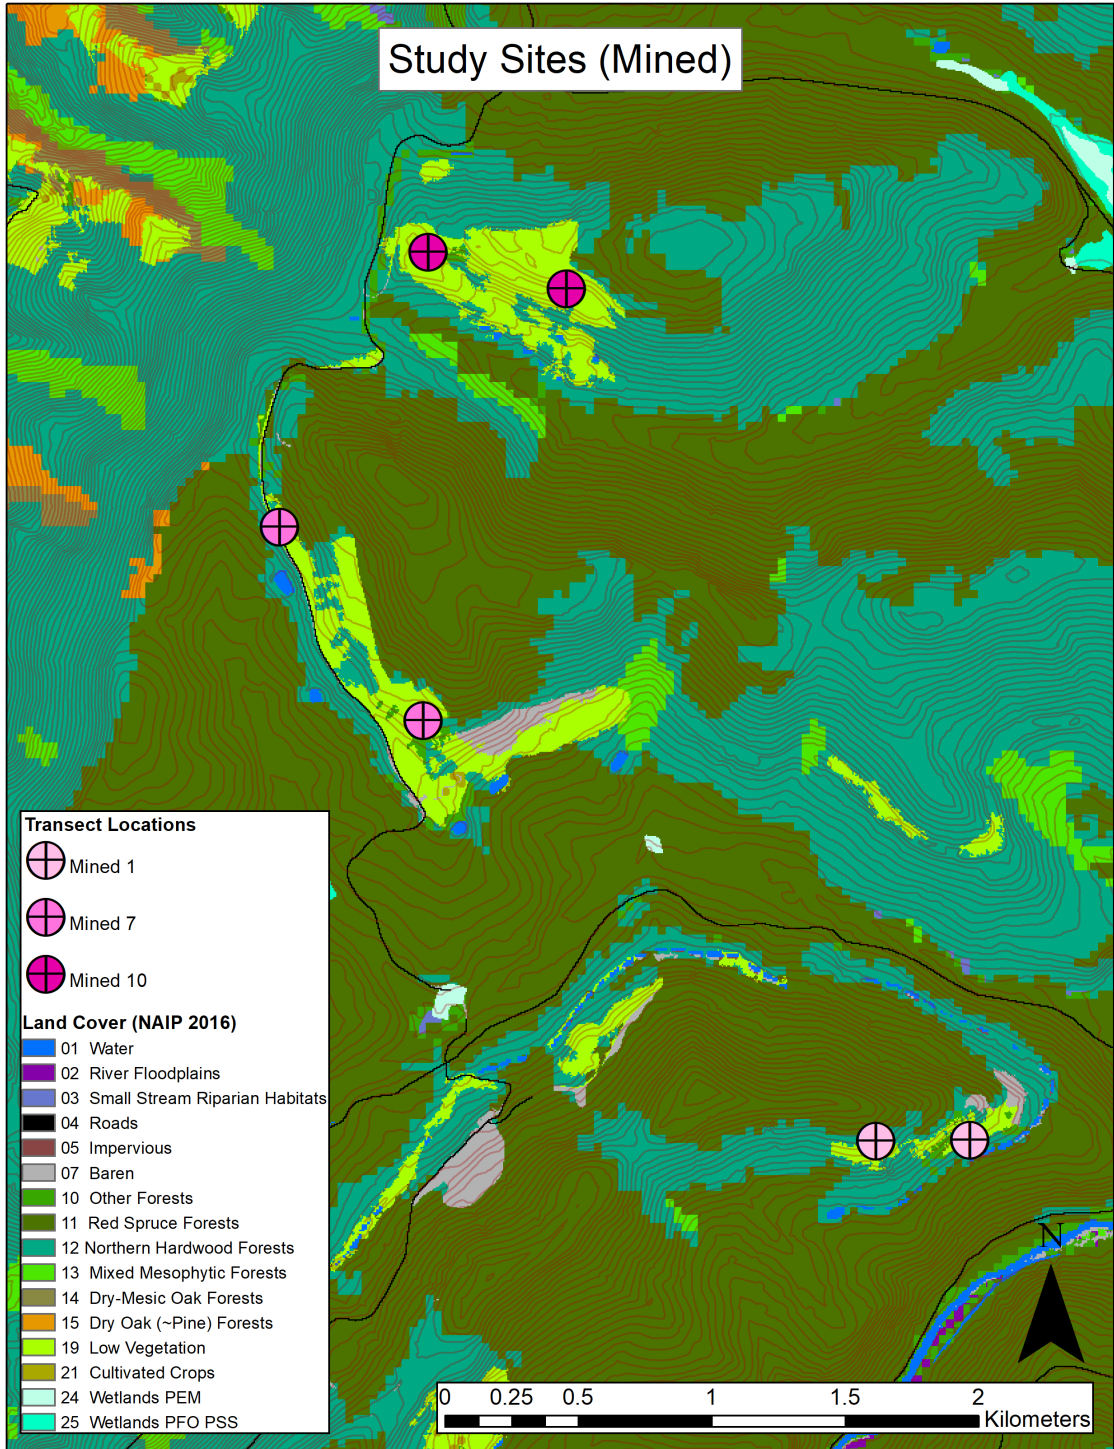 Study Sites (Mined)
Transect Locations
Mined 1
Mined 7
Mined 10
Land Cover (NAIP 2016)
01 Water
02 River Floodplains
03 Small Stream Riparian Habitats
04 Roads
05 Impervious
07 Baren
10 Other Forests
11 Red Spruce Forests
12 Northern Hardwood Forests
13 Mixed Mesophytic Forests
14 Dry-Mesic Oak Forests
15 Dry Oak (~Pine) Forests
19 Low Vegetation
21 Cultivated Crops
24 Wetlands PEM
25 Wetlands PFO PSS
N
0 0.25 0.5 1 1.5 2
Kilometers